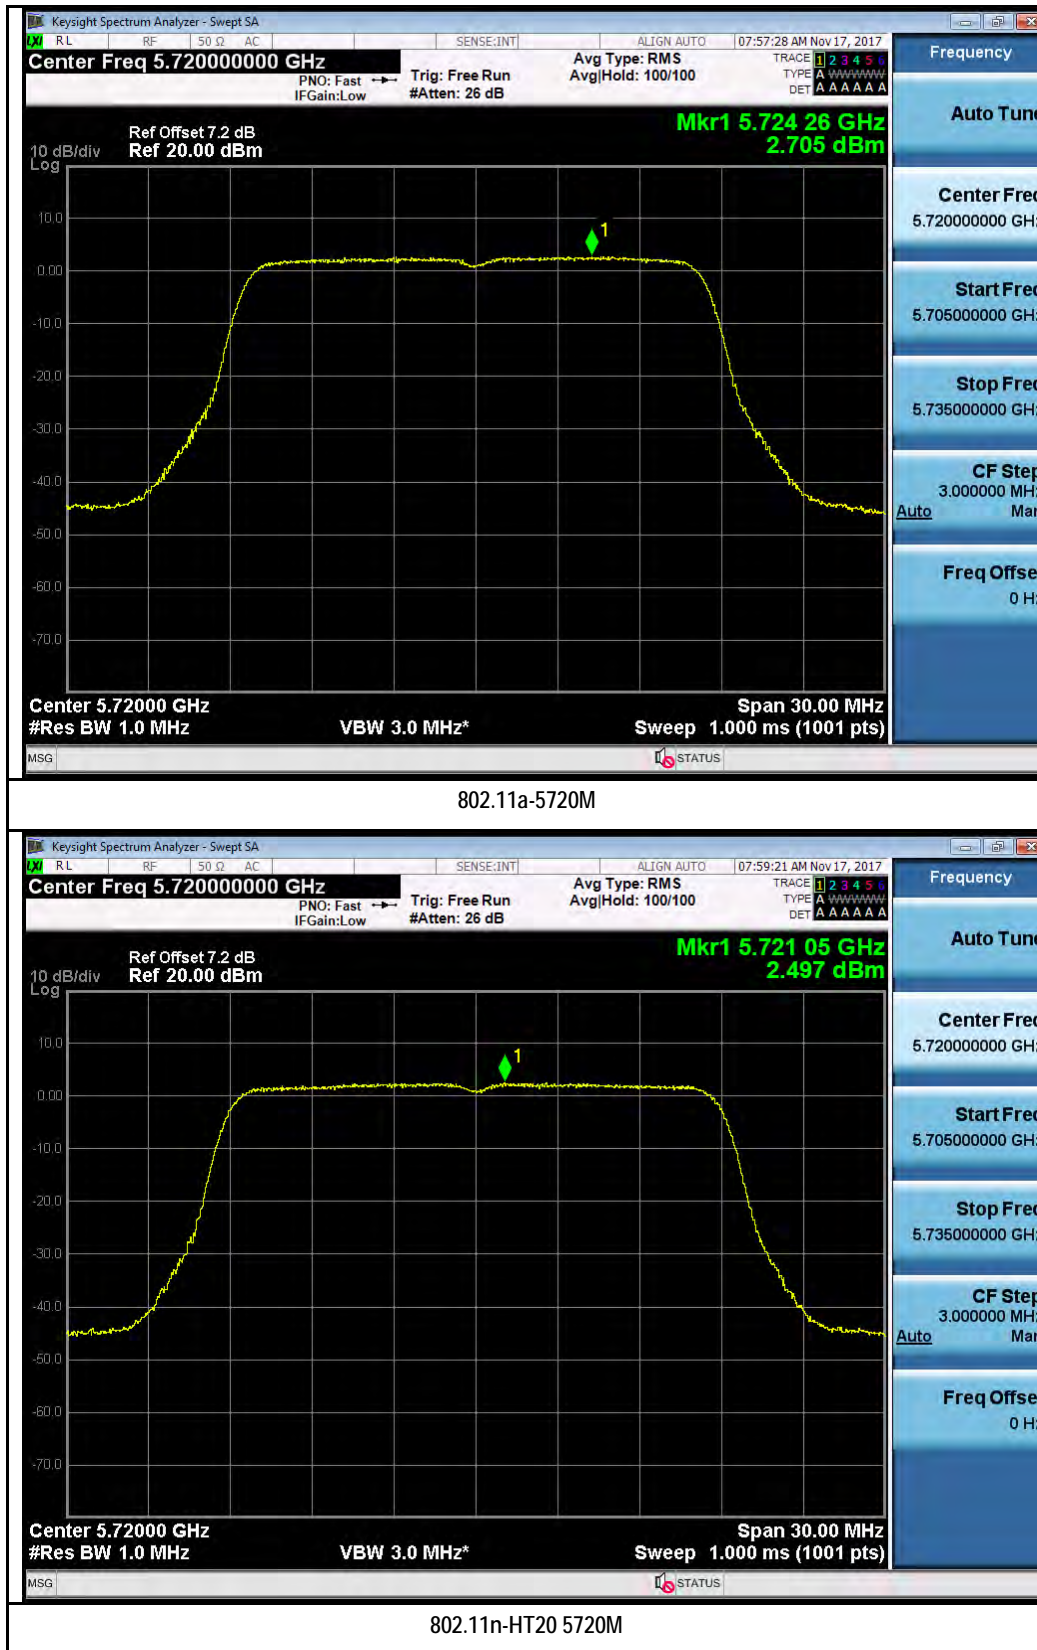 Keysight Spectrum Analyzer - Swept SA
LXI RL RF 50 Ω AC SENSE:INT ALIGN AUTO 07:57:28 AM Nov 17, 2017
Center Freq 5.720000000 GHz
PNO: Fast
IFGain:Low
Trig: Free Run
#Atten: 26 dB
Avg Type: RMS
Avg|Hold: 100/100
TRACE 1 2 3 4 5 6
TYPE A WWWWW
DET A A A A A A
Frequency
Auto Tune
Mkr1 5.724 26 GHz
2.705 dBm
Ref Offset 7.2 dB
10 dB/div Ref 20.00 dBm
Log
10.0
0.00
-10.0
-20.0
-30.0
-40.0
-50.0
-60.0
-70.0
1
Center Freq
5.720000000 GHz
Start Freq
5.705000000 GHz
Stop Freq
5.735000000 GHz
CF Step
3.000000 MHz
Auto Man
Freq Offset
0 Hz
Center 5.72000 GHz Span 30.00 MHz
#Res BW 1.0 MHz VBW 3.0 MHz* Sweep 1.000 ms (1001 pts)
MSG STATUS
802.11a-5720M
Keysight Spectrum Analyzer - Swept SA
LXI RL RF 50 Ω AC SENSE:INT ALIGN AUTO 07:59:21 AM Nov 17, 2017
Center Freq 5.720000000 GHz
PNO: Fast
IFGain:Low
Trig: Free Run
#Atten: 26 dB
Avg Type: RMS
Avg|Hold: 100/100
TRACE 1 2 3 4 5 6
TYPE A WWWWW
DET A A A A A A
Frequency
Auto Tune
Mkr1 5.721 05 GHz
2.497 dBm
Ref Offset 7.2 dB
10 dB/div Ref 20.00 dBm
Log
10.0
0.00
-10.0
-20.0
-30.0
-40.0
-50.0
-60.0
-70.0
1
Center Freq
5.720000000 GHz
Start Freq
5.705000000 GHz
Stop Freq
5.735000000 GHz
CF Step
3.000000 MHz
Auto Man
Freq Offset
0 Hz
Center 5.72000 GHz Span 30.00 MHz
#Res BW 1.0 MHz VBW 3.0 MHz* Sweep 1.000 ms (1001 pts)
MSG STATUS
802.11n-HT20 5720M